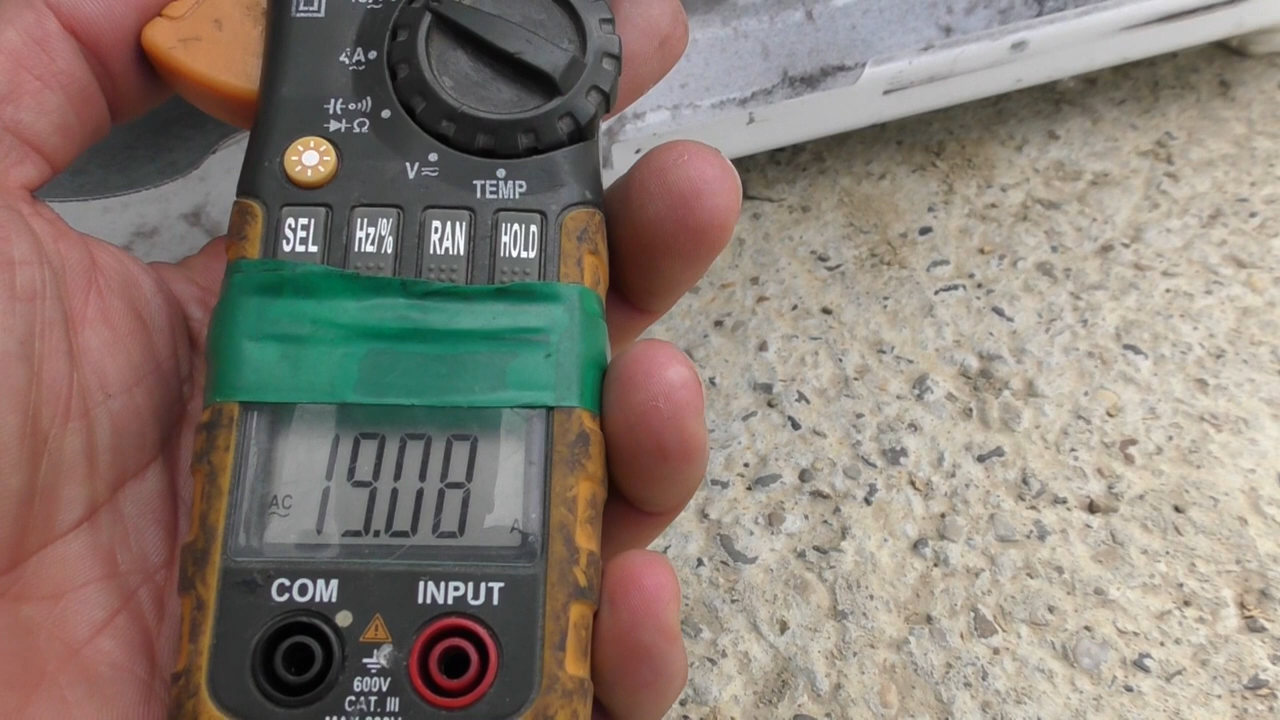 4A
Ω
V
TEMP
SEL Hz/% RAN HOLD
AC 19.08 A
COM INPUT
600V
CAT. III